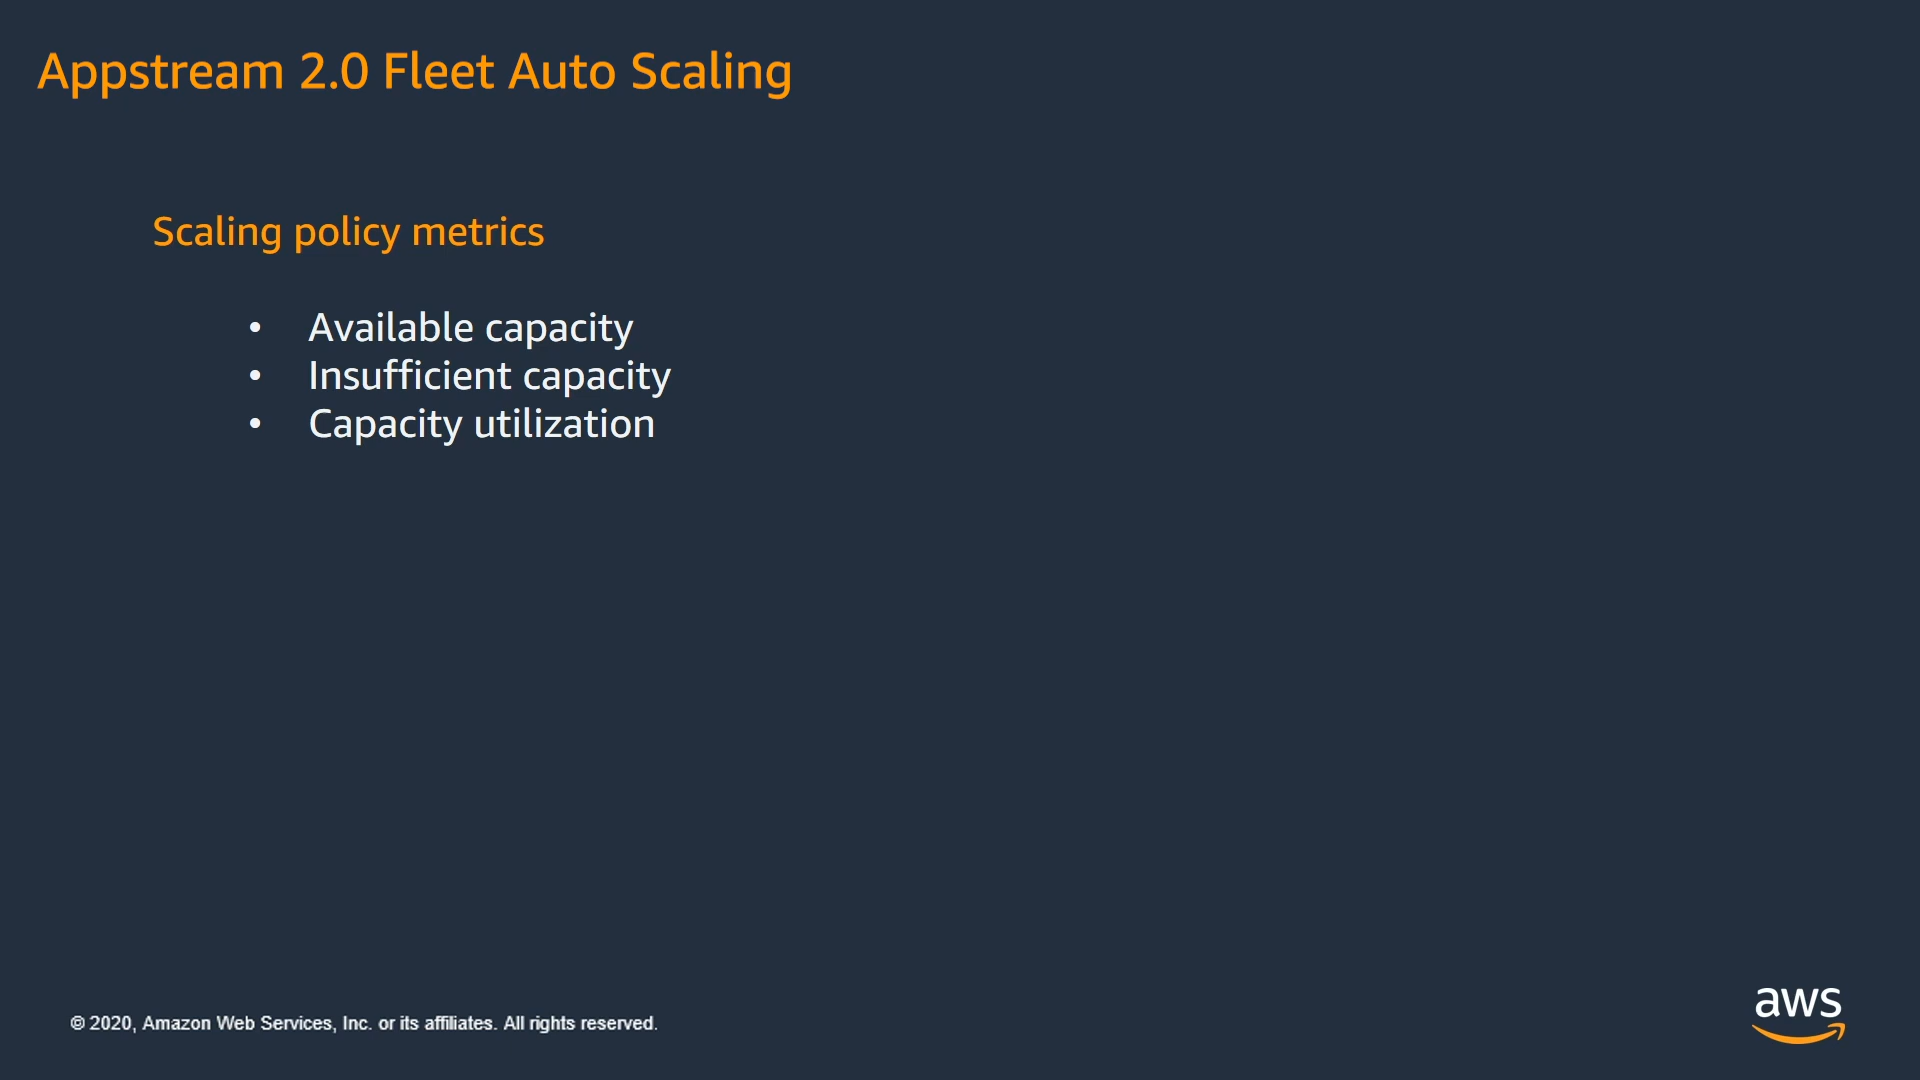 Appstream 2.0 Fleet Auto Scaling
Scaling policy metrics
• Available capacity
• Insufficient capacity
• Capacity utilization
© 2020, Amazon Web Services, Inc. or its affiliates. All rights reserved.
aws